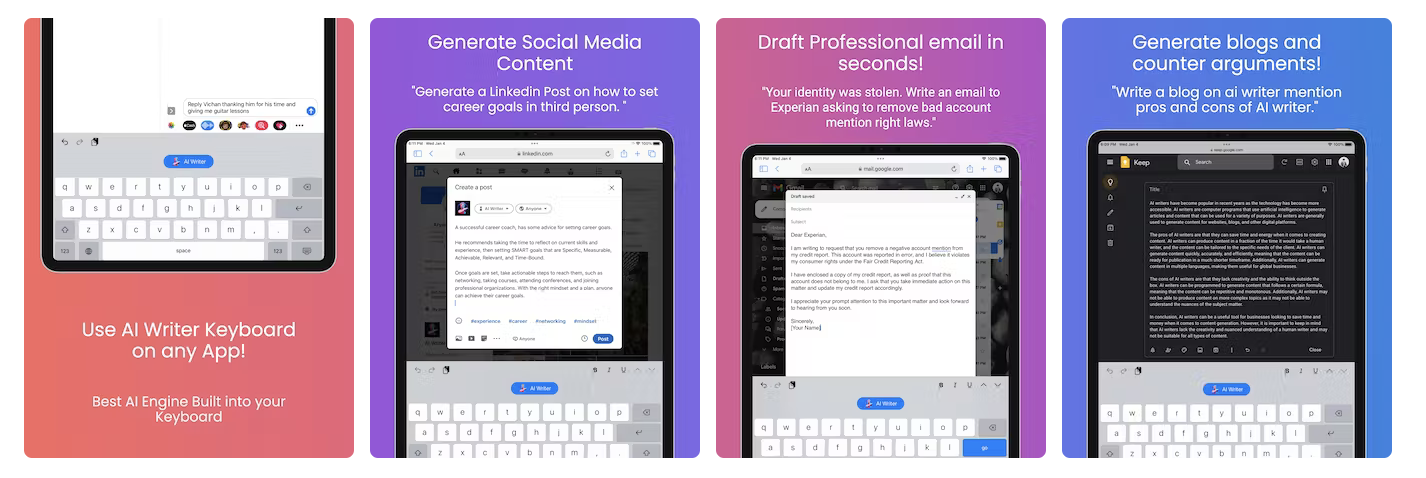 Reply Vichan thanking him for his time and
giving me guitar lessons
AI Writer
q w e r t y u i o p
a s d f g h j k l
z x c v b n m , .
123 space 123
Use AI Writer Keyboard
on any App!
Best AI Engine Built into your
Keyboard
Generate Social Media
Content
"Generate a Linkedin Post on how to set
career goals in third person. "
6:11 PM Wed Jan 4
100%
AA linkedin.com
Create a post
AI Writer Anyone
A successful career coach, has some advice for setting career goals.
He recommends taking the time to reflect on current skills and
experience, then setting SMART goals that are Specific, Measurable,
Achievable, Relevant, and Time-Bound.
Once goals are set, take actionable steps to reach them, such as
networking, taking courses, attending conferences, and joining
professional organizations. With the right mindset and a plan, anyone
can achieve their career goals.
#experience #career #networking #mindset
Anyone Post
B I U
AI Writer
q w e r t y u i o p
a s d f g h j k l
z x c v b n m , .
Draft Professional email in
seconds!
"Your identity was stolen. Write an email to
Experian asking to remove bad account
mention right laws."
6:11 PM Wed Jan 4
100%
AA mail.google.com
Gmail
Draft saved
Recipients
Subject
Dear Experian,
I am writing to request that you remove a negative account mention from
my credit report. This account was reported in error, and I believe it violates
my consumer rights under the Fair Credit Reporting Act.
I have enclosed a copy of my credit report, as well as proof that this
account does not belong to me. I ask that you take immediate action on this
matter and update my credit report accordingly.
I appreciate your prompt attention to this important matter and look forward
to hearing from you soon.
Sincerely,
[Your Name]
More
Labels
B I U
AI Writer
q w e r t y u i o p
a s d f g h j k l go
Generate blogs and
counter arguments!
"Write a blog on ai writer mention
pros and cons of AI writer."
6:09 PM Wed Jan 4
100%
keep.google.com
Keep Search
Title
AI writers have become popular in recent years as the technology has become more
accessible. AI writers are computer programs that use artificial intelligence to generate
articles and content that can be used for a variety of purposes. AI writers are generally
used to generate content for websites, blogs, and other digital platforms.
The pros of AI writers are that they can save time and energy when it comes to creating
content. AI writers can produce content in a fraction of the time it would take a human
writer, and the content can be tailored to the specific needs of the client. AI writers can
generate content quickly, accurately, and efficiently, meaning that the content can be
ready for publication in a much shorter timeframe. Additionally, AI writers can generate
content in multiple languages, making them useful for global businesses.
The cons of AI writers are that they lack creativity and the ability to think outside the
box. AI writers can be programmed to generate content that follows a certain formula,
meaning that the content can be repetitive and monotonous. Additionally, AI writers may
not be able to produce content on more complex topics as it may not be able to
understand the nuances of the subject matter.
In conclusion, AI writers can be a useful tool for businesses looking to save time and
money when it comes to content generation. However, it is important to keep in mind
that AI writers lack the creativity and nuanced understanding of a human writer and may
not be suitable for all types of content.
Close
B I U
AI Writer
q w e r t y u i o p
a s d f g h j k l
z x c v b n m , .